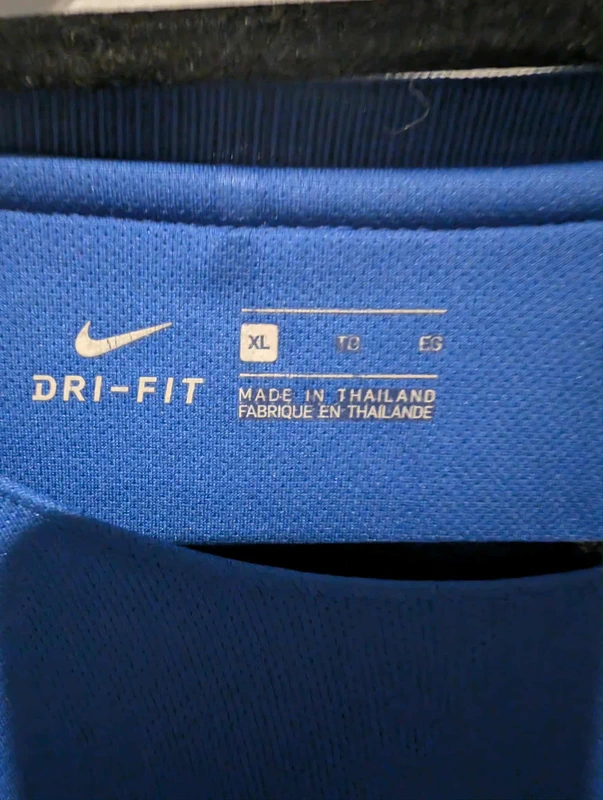 DRI-FIT
XL TG EG
MADE IN THAILAND
FABRIQUE EN THAILANDE